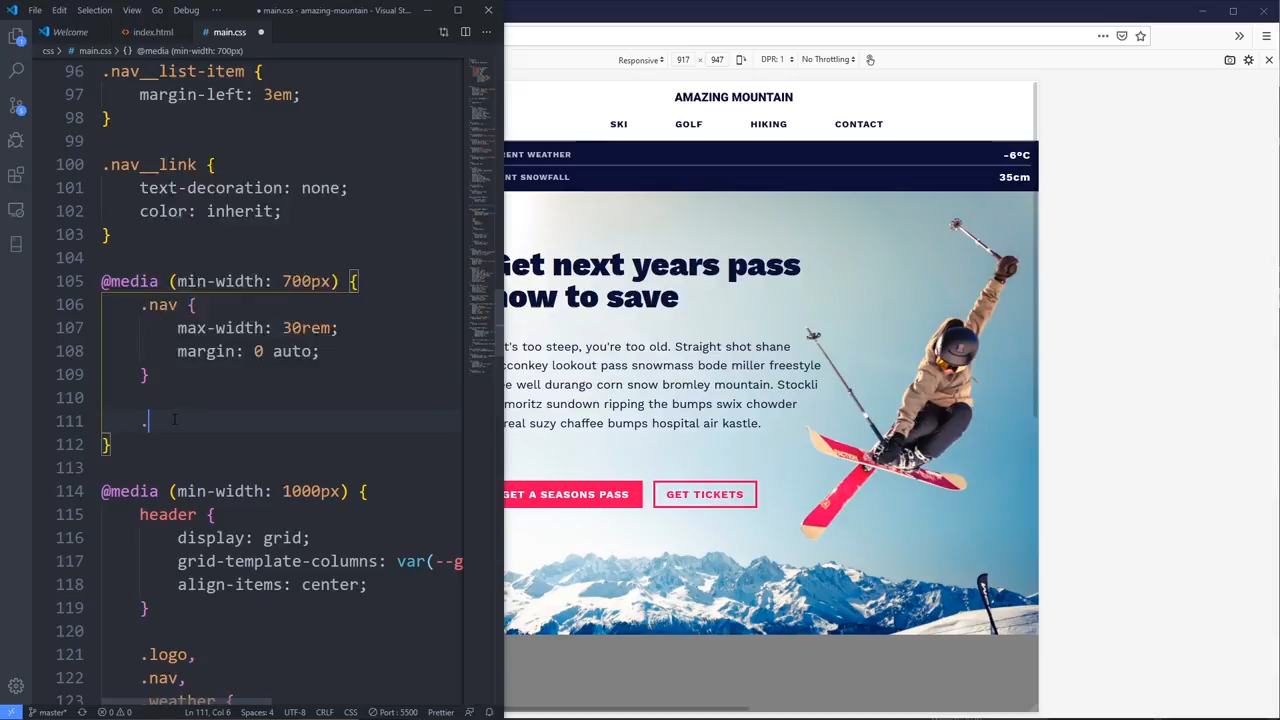 File Edit Selection View Go Debug ● main.css - amazing-mountain - Visual St...
Welcome index.html main.css ●
css > main.css > {} @media (min-width: 700px)
96 .nav__list-item {
97 margin-left: 3em;
98 }
99
100 .nav__link {
101 text-decoration: none;
102 color: inherit;
103 }
104
105 @media (min-width: 700px) {
106 .nav {
107 max-width: 30rem;
108 margin: 0 auto;
109 }
110
111 .
112 }
113
114 @media (min-width: 1000px) {
115 header {
116 display: grid;
117 grid-template-columns: var(--g
118 align-items: center;
119 }
120
121 .logo,
122 .nav,
123 .weather {
master* 0 0 Ln 111, Col 6 Spaces: 4 UTF-8 CRLF CSS Port : 5500 Prettier
Responsive 917 × 947 DPR: 1 No Throttling
AMAZING MOUNTAIN
SKI GOLF HIKING CONTACT
RENT WEATHER -6°C
NT SNOWFALL 35cm
Get next years pass
now to save
t's too steep, you're too old. Straight shot shane
cconkey lookout pass snowmass bode miller freestyle
ee well durango corn snow bromley mountain. Stockli
moritz sundown ripping the bumps swix chowder
real suzy chaffee bumps hospital air kastle.
GET A SEASONS PASS GET TICKETS